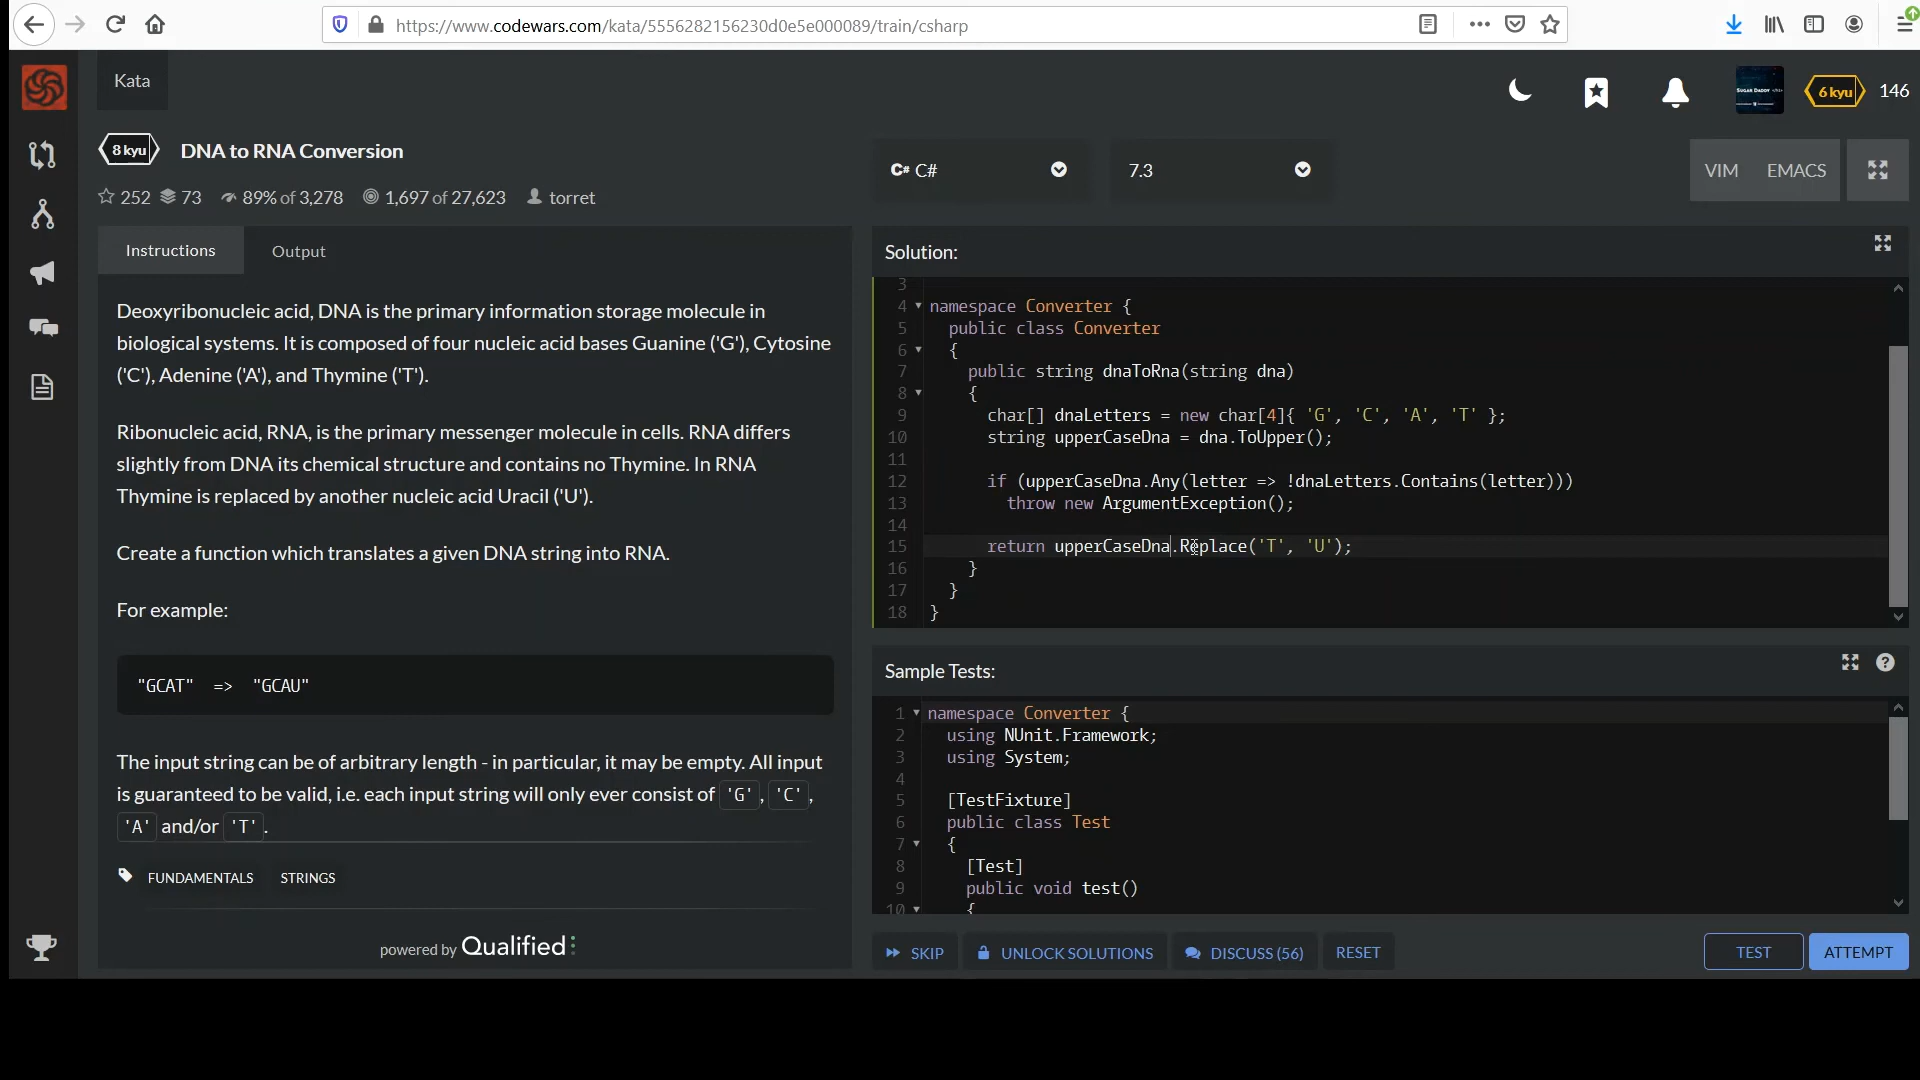 https://www.codewars.com/kata/5556282156230d0e5e000089/train/csharp
Kata
SUGAR DADDY </>
6 kyu
146
8 kyu
DNA to RNA Conversion
252 73 89% of 3,278 1,697 of 27,623 torret
C# C#
7.3
VIM EMACS
Instructions
Output
Deoxyribonucleic acid, DNA is the primary information storage molecule in
biological systems. It is composed of four nucleic acid bases Guanine ('G'), Cytosine
('C'), Adenine ('A'), and Thymine ('T').
Ribonucleic acid, RNA, is the primary messenger molecule in cells. RNA differs
slightly from DNA its chemical structure and contains no Thymine. In RNA
Thymine is replaced by another nucleic acid Uracil ('U').
Create a function which translates a given DNA string into RNA.
For example:
"GCAT"  =>  "GCAU"
The input string can be of arbitrary length - in particular, it may be empty. All input
is guaranteed to be valid, i.e. each input string will only ever consist of 'G', 'C',
'A' and/or 'T'.
FUNDAMENTALS STRINGS
powered by Qualified
Solution:
3
4 namespace Converter {
5 public class Converter
6 {
7 public string dnaToRna(string dna)
8 {
9 char[] dnaLetters = new char[4]{ 'G', 'C', 'A', 'T' };
10 string upperCaseDna = dna.ToUpper();
11
12 if (upperCaseDna.Any(letter => !dnaLetters.Contains(letter)))
13 throw new ArgumentException();
14
15 return upperCaseDna.Replace('T', 'U');
16 }
17 }
18 }
Sample Tests:
1 namespace Converter {
2 using NUnit.Framework;
3 using System;
4
5 [TestFixture]
6 public class Test
7 {
8 [Test]
9 public void test()
10 {
SKIP UNLOCK SOLUTIONS DISCUSS (56) RESET TEST ATTEMPT